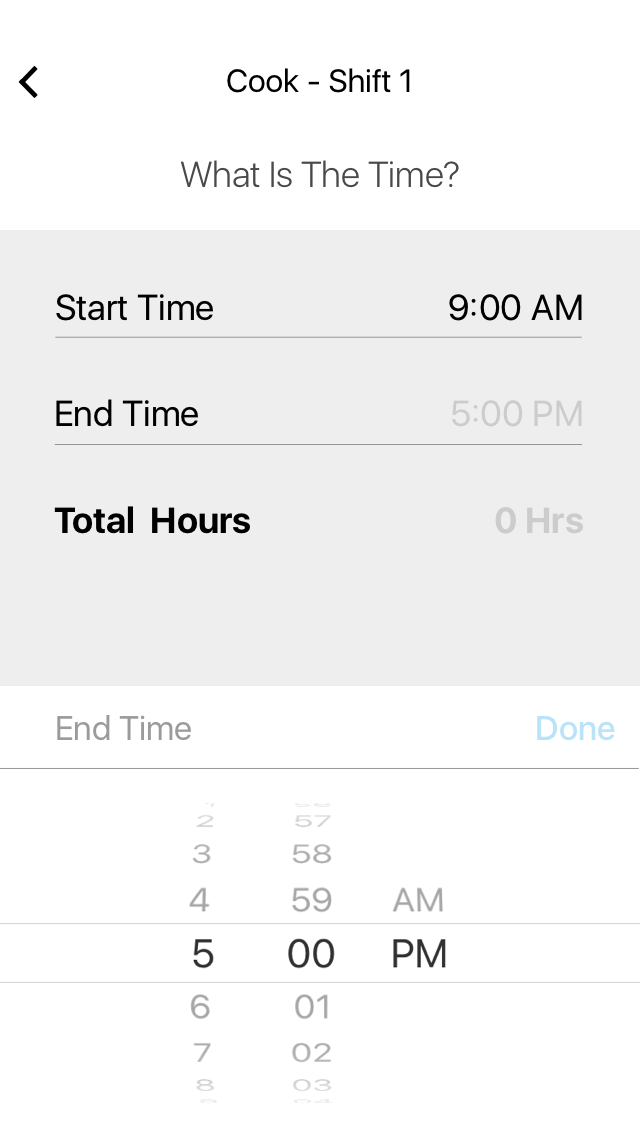 Cook - Shift 1
What Is The Time?
Start Time 9:00 AM
End Time 5:00 PM
Total Hours 0 Hrs
End Time Done
2 57
3 58
4 59 AM
5 00 PM
6 01
7 02
8 03